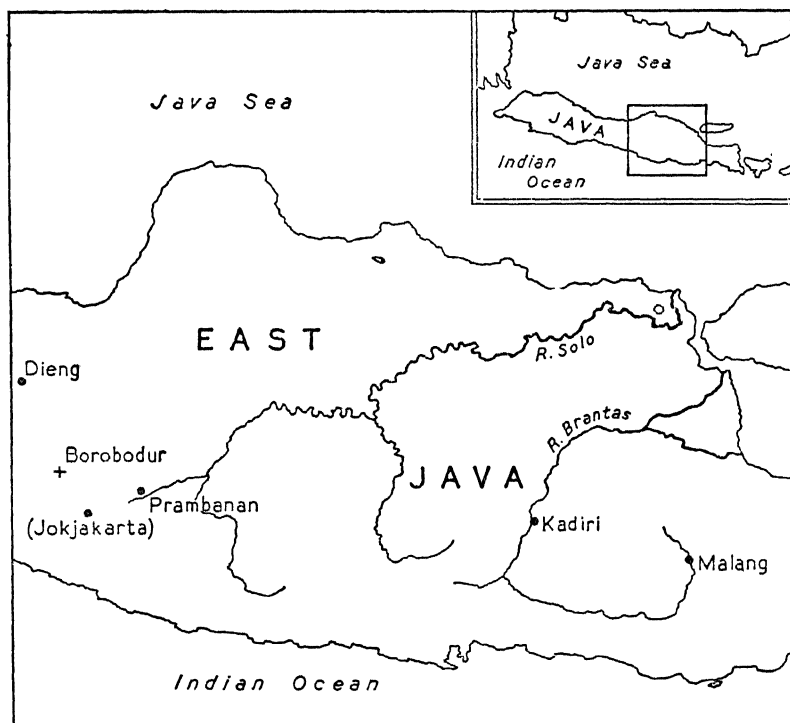 Java Sea
Java Sea
JAVA
Indian
Ocean
EAST
R. Solo
Dieng
R. Brantas
Borobodur
JAVA
Prambanan
(Jokjakarta)
Kadiri
Malang
Indian Ocean